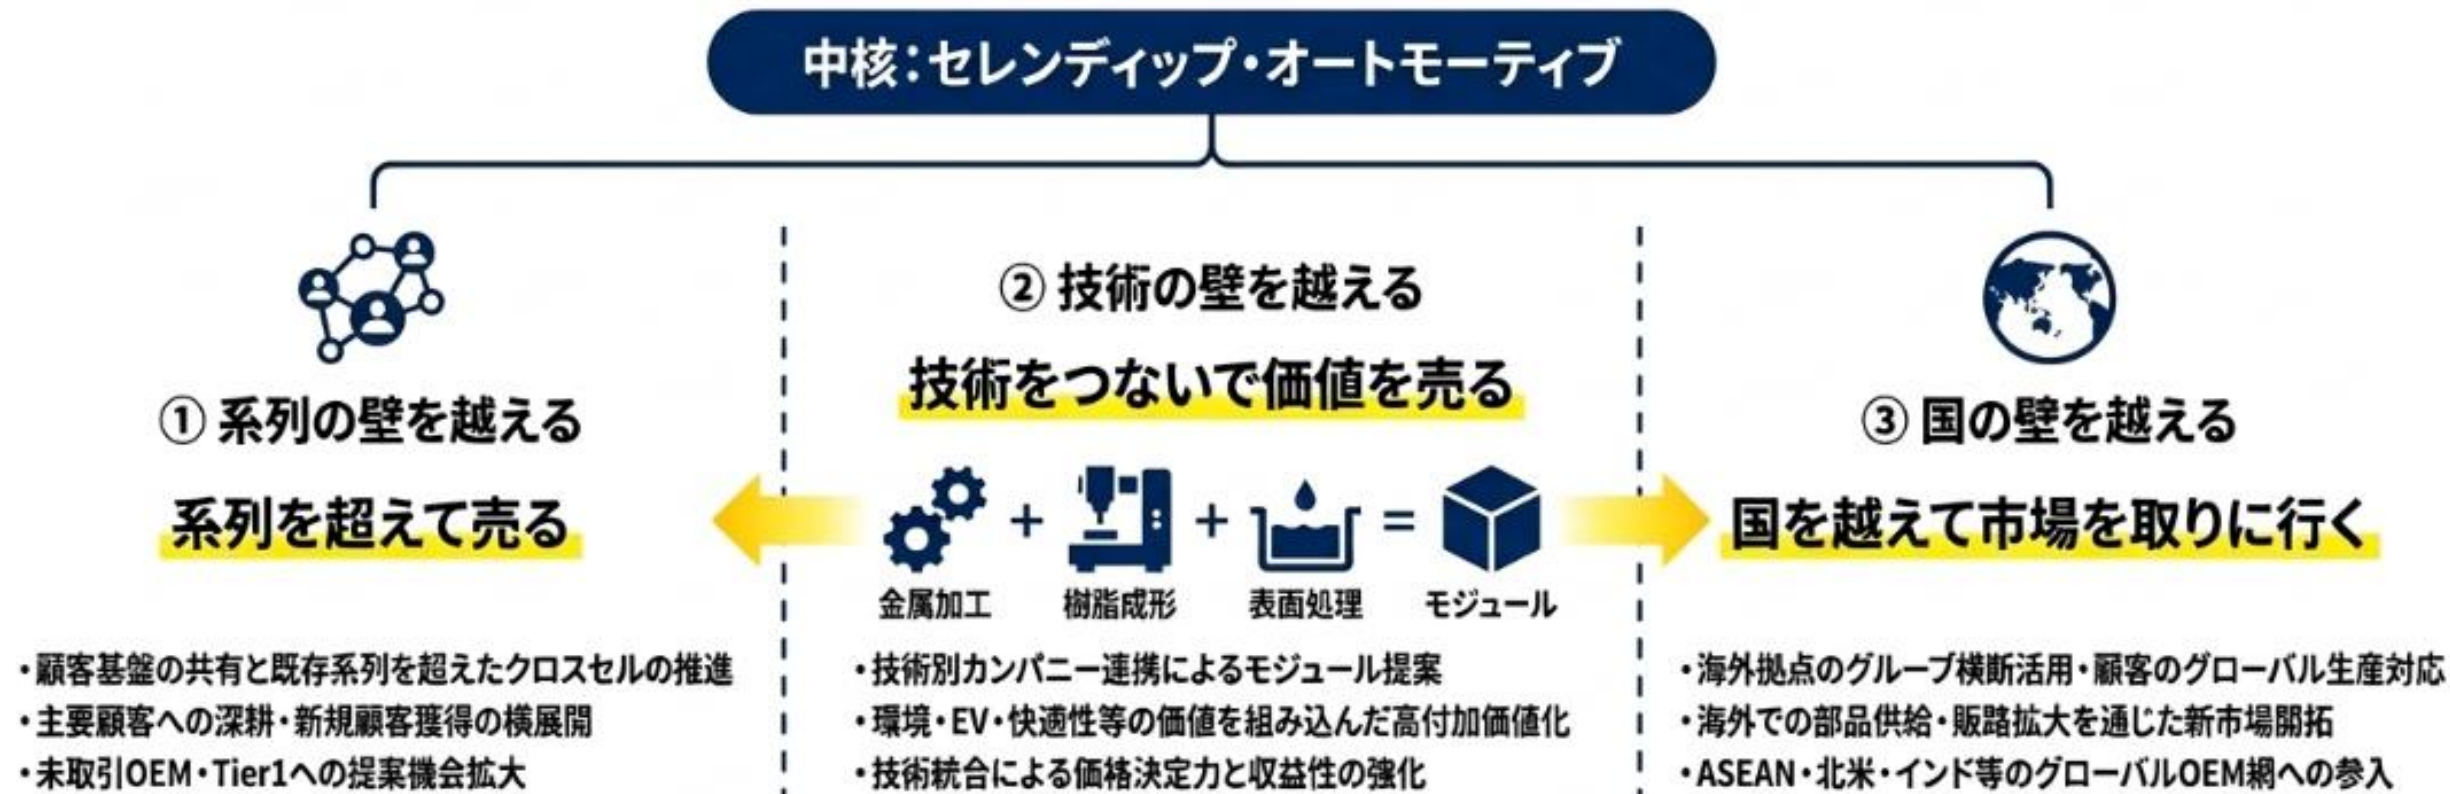 中核：セレンディップ・オートモーティブ
① 系列の壁を越える
系列を超えて売る
・顧客基盤の共有と既存系列を超えたクロスセルの推進
・主要顧客への深耕・新規顧客獲得の横展開
・未取引OEM・Tier1への提案機会拡大
② 技術の壁を越える
技術をつないで価値を売る
+ + =
金属加工 樹脂成形 表面処理 モジュール
・技術別カンパニー連携によるモジュール提案
・環境・EV・快適性等の価値を組み込んだ高付加価値化
・技術統合による価格決定力と収益性の強化
③ 国の壁を越える
国を越えて市場を取りに行く
・海外拠点のグループ横断活用・顧客のグローバル生産対応
・海外での部品供給・販路拡大を通じた新市場開拓
・ASEAN・北米・インド等のグローバルOEM網への参入